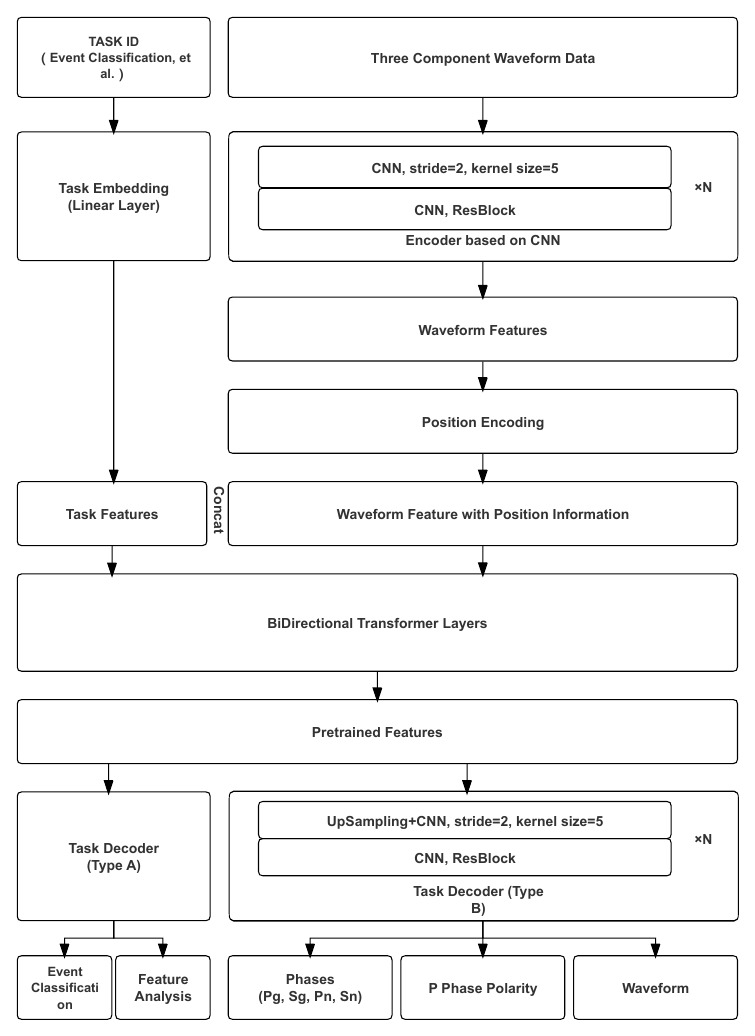 TASK ID
( Event Classification, et
al. )
Three Component Waveform Data
Task Embedding
(Linear Layer)
CNN, stride=2, kernel size=5
×N
CNN, ResBlock
Encoder based on CNN
Waveform Features
Position Encoding
Task Features
Concat
Waveform Feature with Position Information
BiDirectional Transformer Layers
Pretrained Features
Task Decoder
(Type A)
UpSampling+CNN, stride=2, kernel size=5
×N
CNN, ResBlock
Task Decoder (Type
B)
Event
Classificati
on
Feature
Analysis
Phases
(Pg, Sg, Pn, Sn)
P Phase Polarity
Waveform